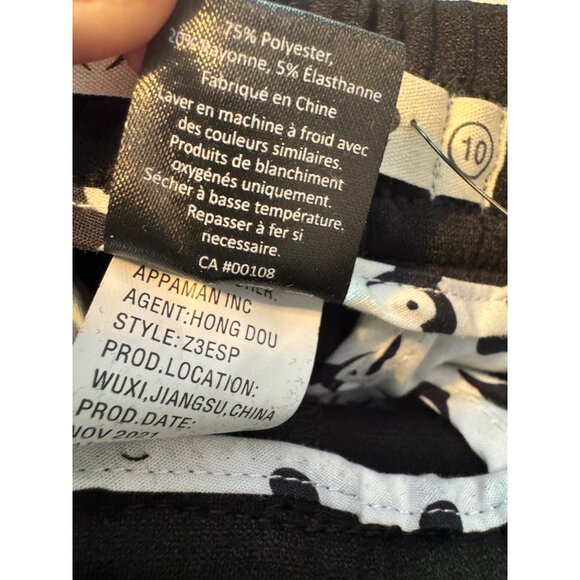 75% Polyester,
20% Rayonne, 5% Élasthanne
Fabriqué en Chine
Laver en machine à froid avec
des couleurs similaires.
Produits de blanchiment
oxygénés uniquement.
Sécher à basse température.
Repasser à fer si
necessaire.
CA #00108
10
APPAMAN INC
AGENT:HONG DOU
STYLE:Z3ESP
PROD.LOCATION:
WUXI,JIANGSU,CHINA
PROD.DATE:
NOV 2021